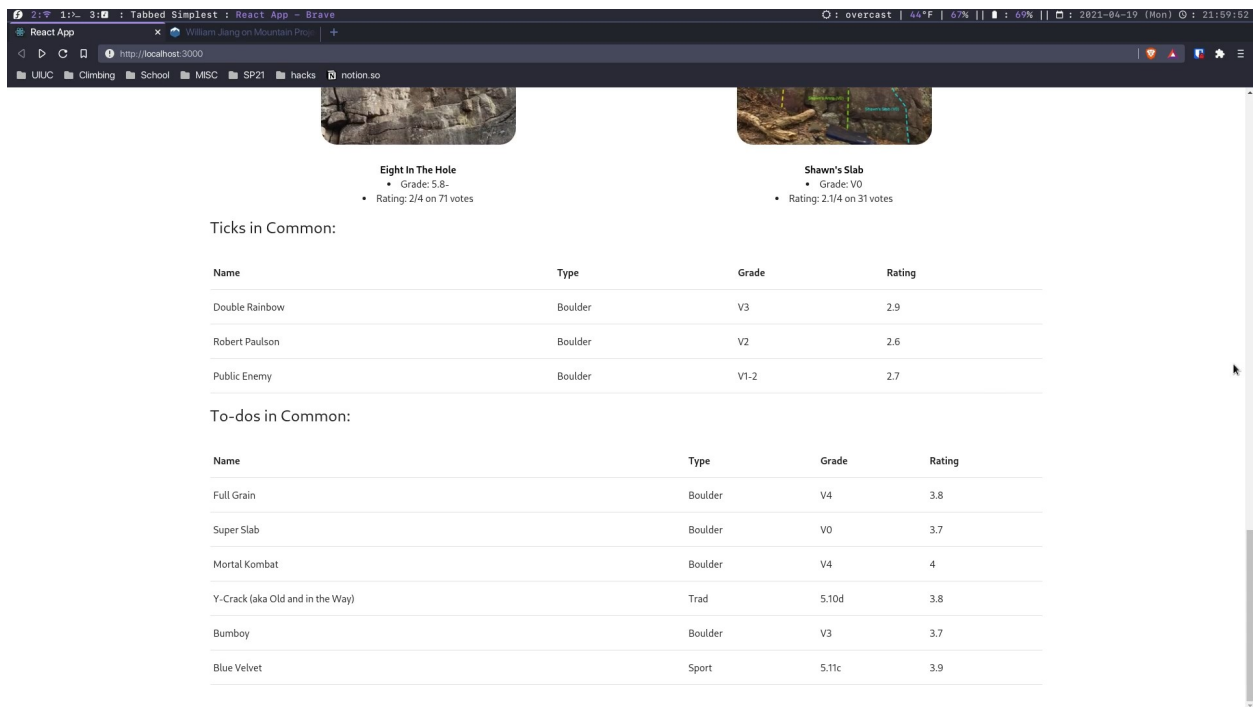 2: 1:>_ 3: : Tabbed Simplest : React App - Brave
: overcast | 44°F | 67% || : 69% || : 2021-04-19 (Mon) : 21:59:52
React App
William Jiang on Mountain Proje
http://localhost:3000
UIUC Climbing School MISC SP21 hacks notion.so
Shawn's Slab (V0)
Eight In The Hole
• Grade: 5.8-
• Rating: 2/4 on 71 votes
Shawn's Slab
• Grade: V0
• Rating: 2.1/4 on 31 votes
Ticks in Common:
Name Type Grade Rating
Double Rainbow Boulder V3 2.9
Robert Paulson Boulder V2 2.6
Public Enemy Boulder V1-2 2.7
To-dos in Common:
Name Type Grade Rating
Full Grain Boulder V4 3.8
Super Slab Boulder V0 3.7
Mortal Kombat Boulder V4 4
Y-Crack (aka Old and in the Way) Trad 5.10d 3.8
Bumboy Boulder V3 3.7
Blue Velvet Sport 5.11c 3.9